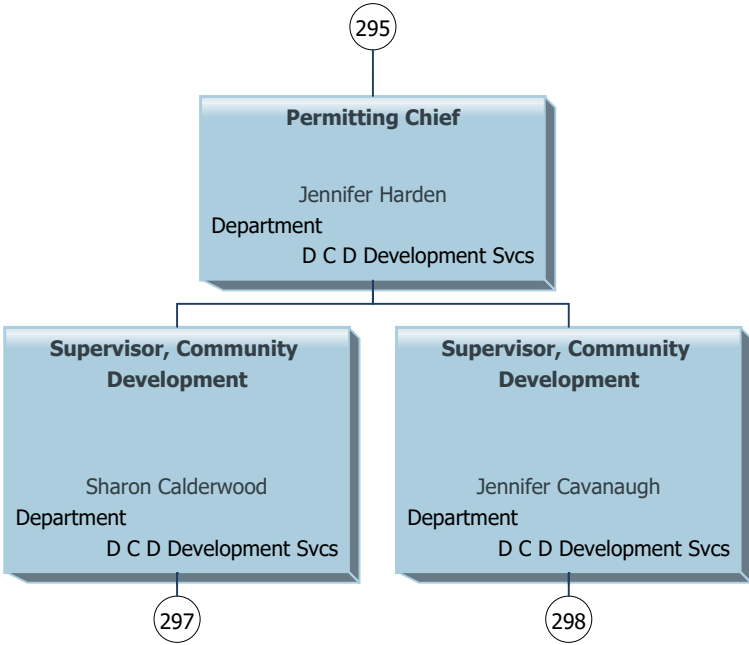 295
Permitting Chief
Jennifer Harden
Department
D C D Development Svcs
Supervisor, Community
Development
Sharon Calderwood
Department
D C D Development Svcs
297
Supervisor, Community
Development
Jennifer Cavanaugh
Department
D C D Development Svcs
298